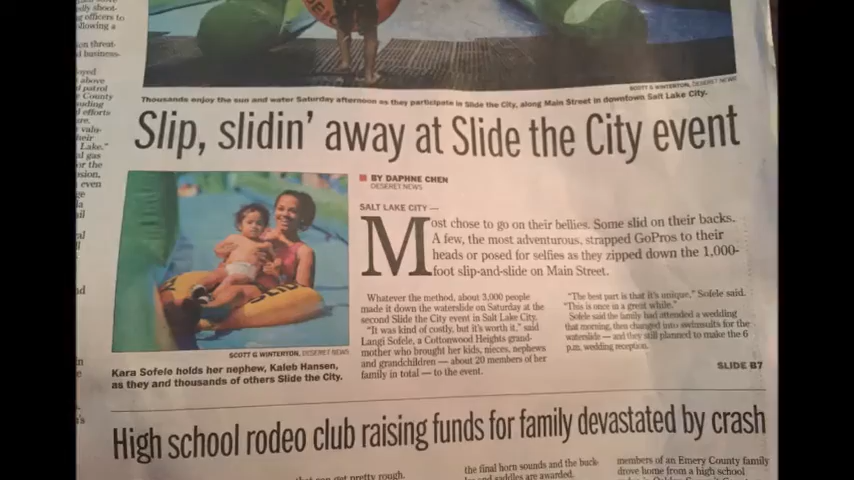 SCOTT G WINTERTON, DESERET NEWS
Thousands enjoy the sun and water Saturday afternoon as they participate in Slide the City, along Main Street in downtown Salt Lake City.
Slip, slidin' away at Slide the City event
BY DAPHNE CHEN
DESERET NEWS
SALT LAKE CITY —
Most chose to go on their bellies. Some slid on their backs.
A few, the most adventurous, strapped GoPros to their
heads or posed for selfies as they zipped down the 1,000-
foot slip-and-slide on Main Street.
Whatever the method, about 3,000 people
made it down the waterslide on Saturday at the
second Slide the City event in Salt Lake City.
"It was kind of costly, but it's worth it," said
Langi Sofele, a Cottonwood Heights grand-
mother who brought her kids, nieces, nephews
and grandchildren — about 20 members of her
family in total — to the event.
"The best part is that it's unique," Sofele said.
"This is once in a great while."
Sofele said the family had attended a wedding
that morning, then changed into swimsuits for the
waterslide — and they still planned to make the 6
p.m. wedding reception.
SLIDE B7
SCOTT G WINTERTON, DESERET NEWS
Kara Sofele holds her nephew, Kaleb Hansen,
as they and thousands of others Slide the City.
High school rodeo club raising funds for family devastated by crash
get pretty rough.
the final horn sounds and the buck-
saddles are awarded.
members of an Emery County family
drove home from a high school